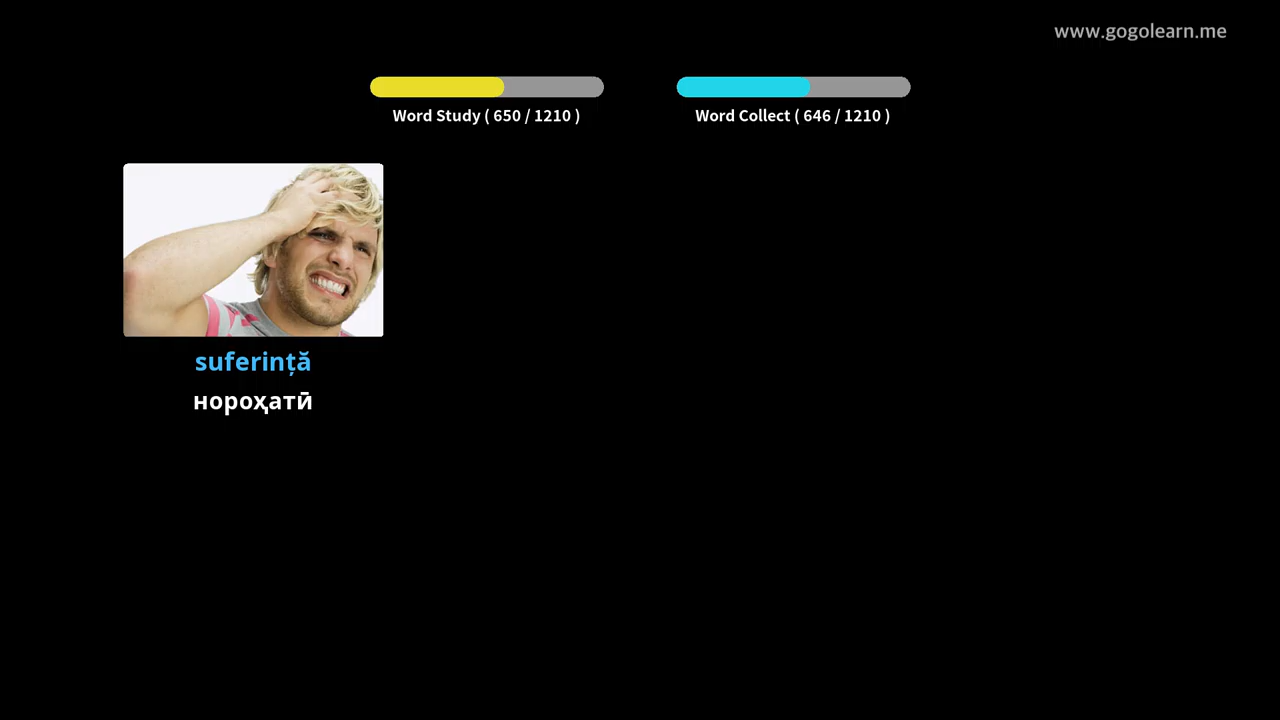 www.gogolearn.me
Word Study ( 650 / 1210 )
Word Collect ( 646 / 1210 )
suferință
нороҳатӣ